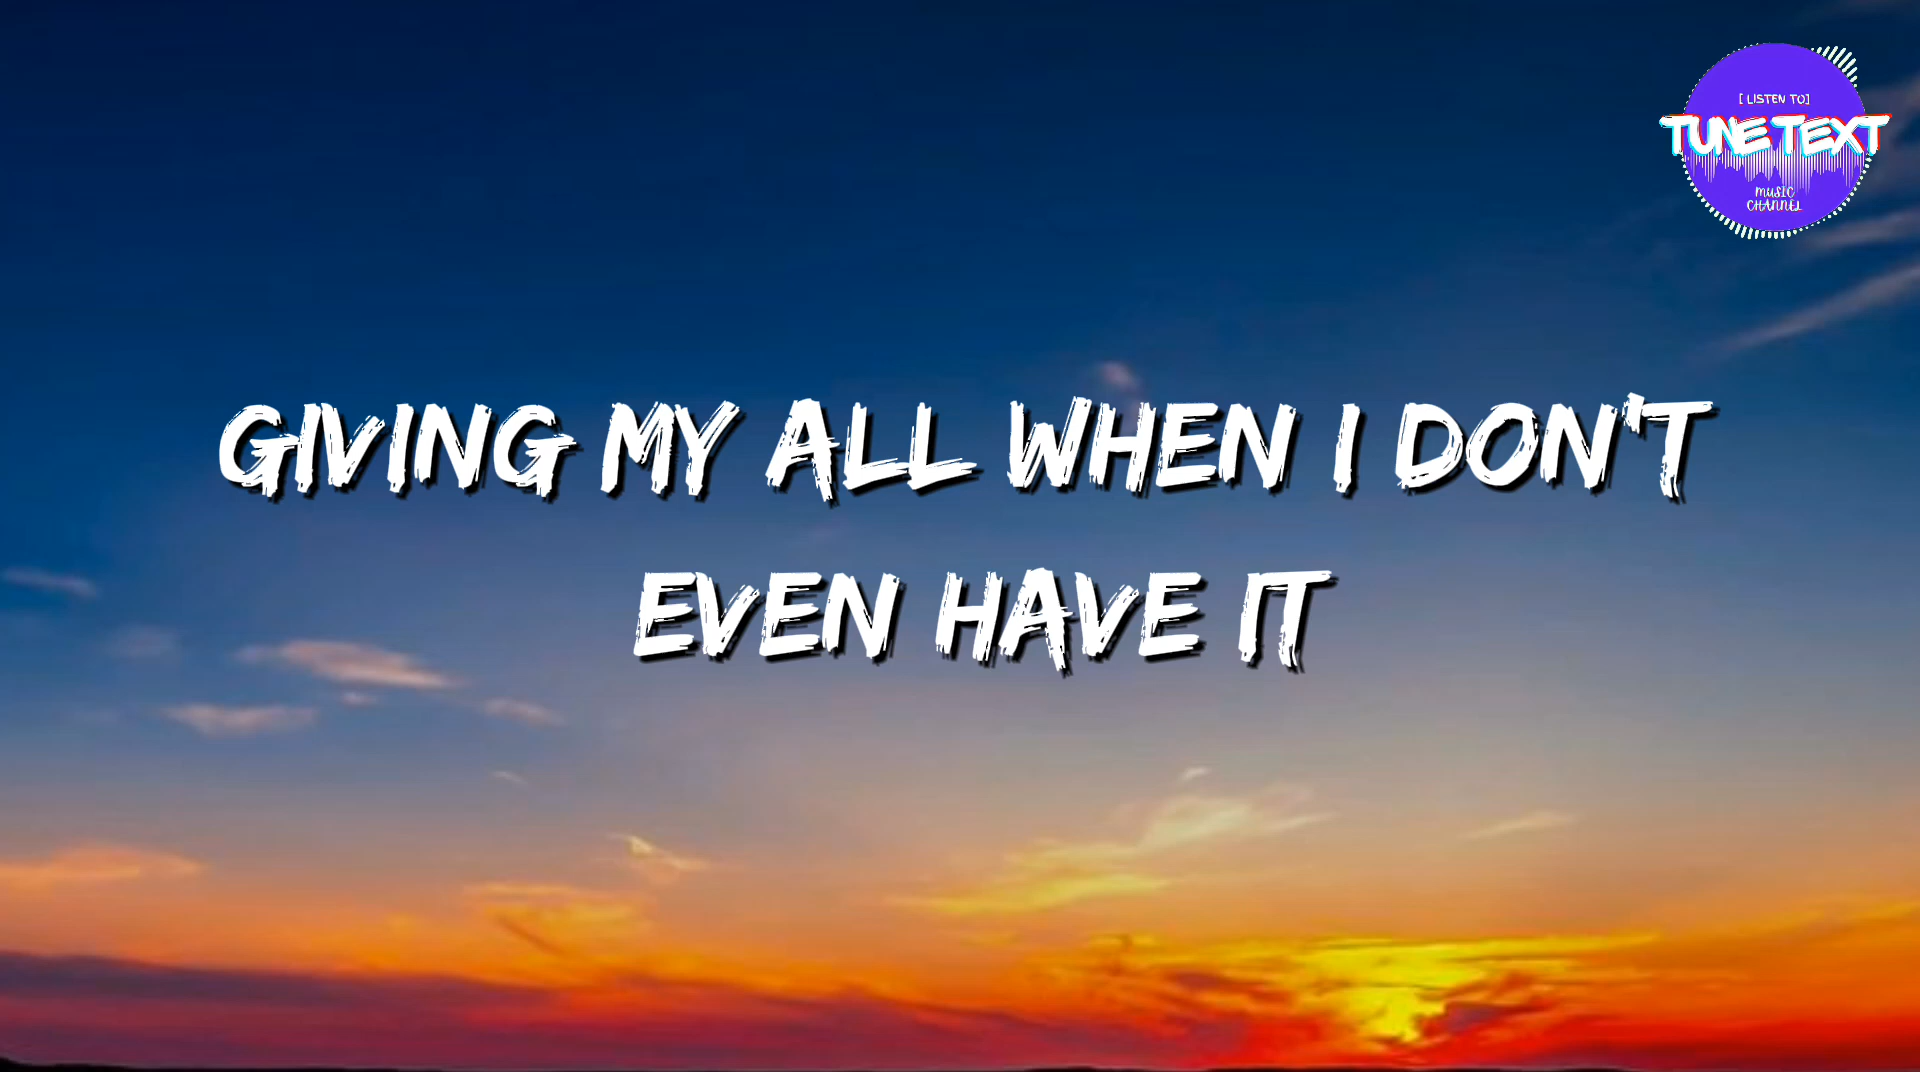 [ LISTEN TO]
TUNE TEXT
MUSIC
CHANNEL
GIVING MY ALL WHEN I DON'T
EVEN HAVE IT